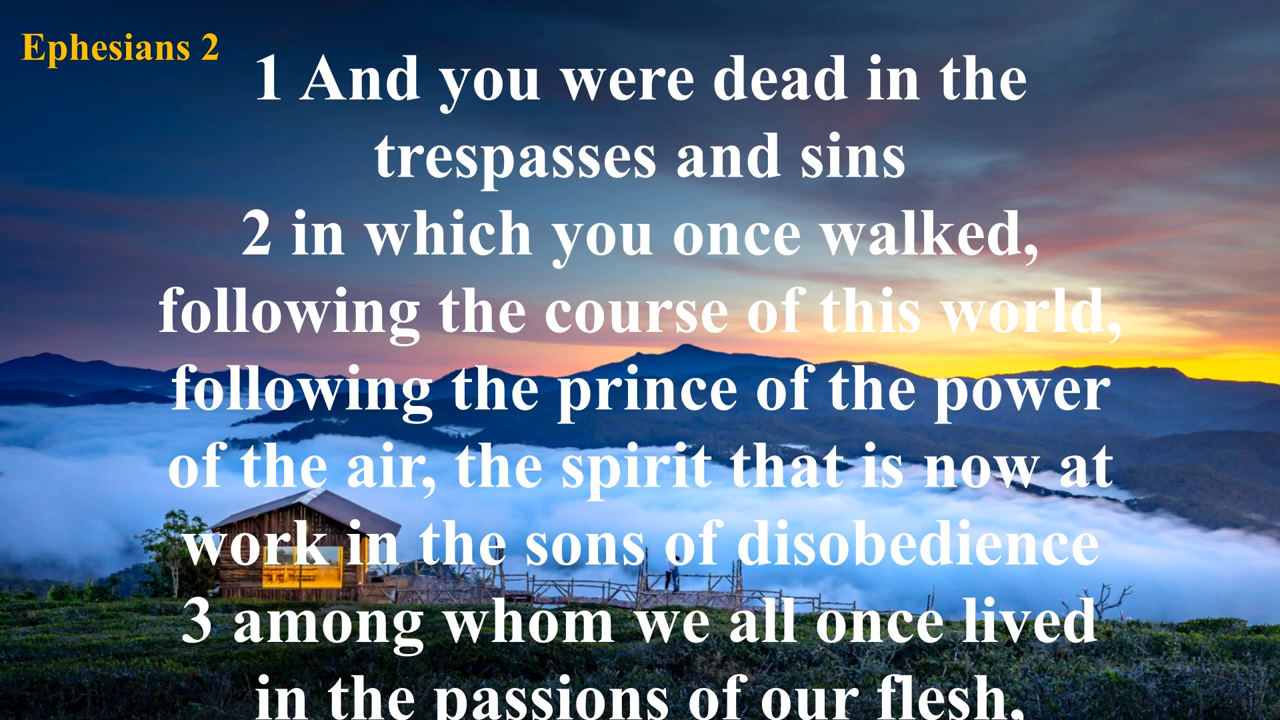 Ephesians 2
1 And you were dead in the
trespasses and sins
2 in which you once walked,
following the course of this world,
following the prince of the power
of the air, the spirit that is now at
work in the sons of disobedience
3 among whom we all once lived
in the passions of our flesh,